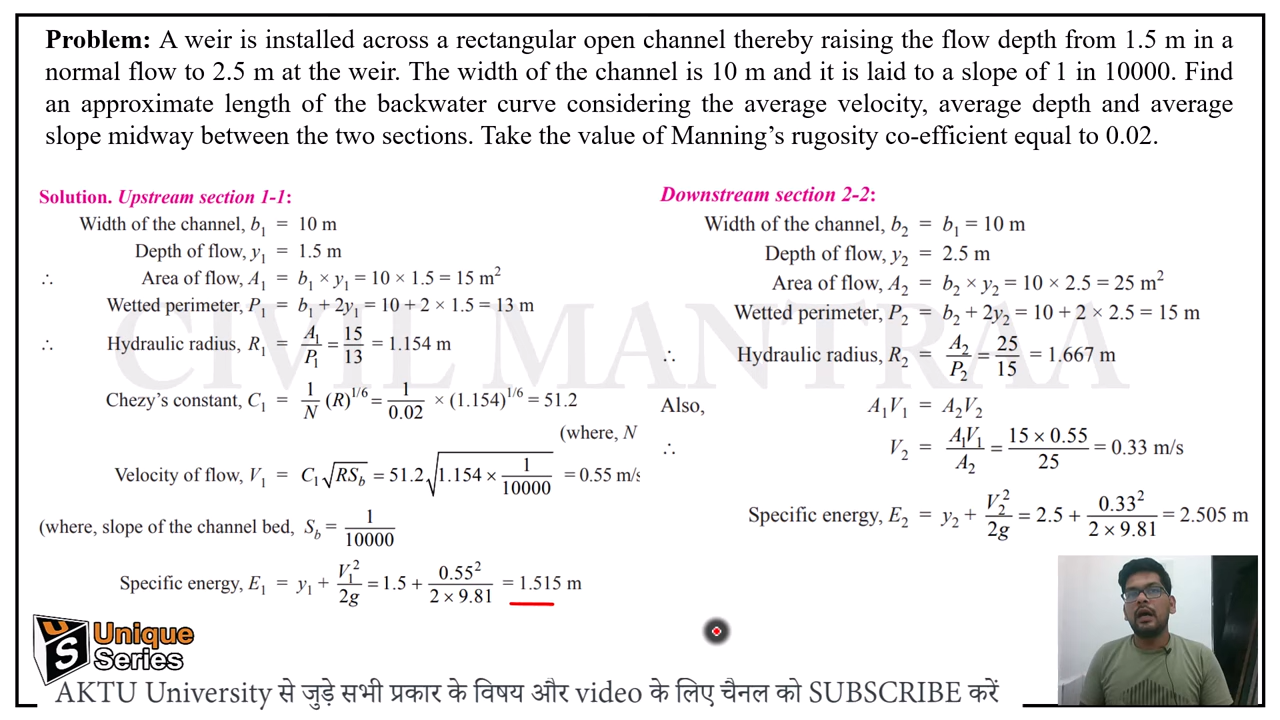 Problem: A weir is installed across a rectangular open channel thereby raising the flow depth from 1.5 m in a
normal flow to 2.5 m at the weir. The width of the channel is 10 m and it is laid to a slope of 1 in 10000. Find
an approximate length of the backwater curve considering the average velocity, average depth and average
slope midway between the two sections. Take the value of Manning's rugosity co-efficient equal to 0.02.
Solution. Upstream section 1-1:
Width of the channel, b₁ = 10 m
Depth of flow, y₁ = 1.5 m
∴ Area of flow, A₁ = b₁ × y₁ = 10 × 1.5 = 15 m²
Wetted perimeter, P₁ = b₁ + 2y₁ = 10 + 2 × 1.5 = 13 m
∴ Hydraulic radius, R₁ = A₁/P₁ = 15/13 = 1.154 m
Chezy's constant, C₁ = 1/N (R)^1/6 = 1/0.02 × (1.154)^1/6 = 51.2
(where, N
Velocity of flow, V₁ = C₁√RS_b = 51.2√1.154 × 1/10000 = 0.55 m/s
(where, slope of the channel bed, S_b = 1/10000
Specific energy, E₁ = y₁ + V₁²/2g = 1.5 + 0.55²/2 × 9.81 = 1.515 m
Downstream section 2-2:
Width of the channel, b₂ = b₁ = 10 m
Depth of flow, y₂ = 2.5 m
Area of flow, A₂ = b₂ × y₂ = 10 × 2.5 = 25 m²
Wetted perimeter, P₂ = b₂ + 2y₂ = 10 + 2 × 2.5 = 15 m
∴ Hydraulic radius, R₂ = A₂/P₂ = 25/15 = 1.667 m
Also, A₁V₁ = A₂V₂
∴ V₂ = A₁V₁/A₂ = 15 × 0.55/25 = 0.33 m/s
Specific energy, E₂ = y₂ + V₂²/2g = 2.5 + 0.33²/2 × 9.81 = 2.505 m
CIVIL MANTRAA
U S Unique
Series
AKTU University से जुड़े सभी प्रकार के विषय और video के लिए चैनल को SUBSCRIBE करें